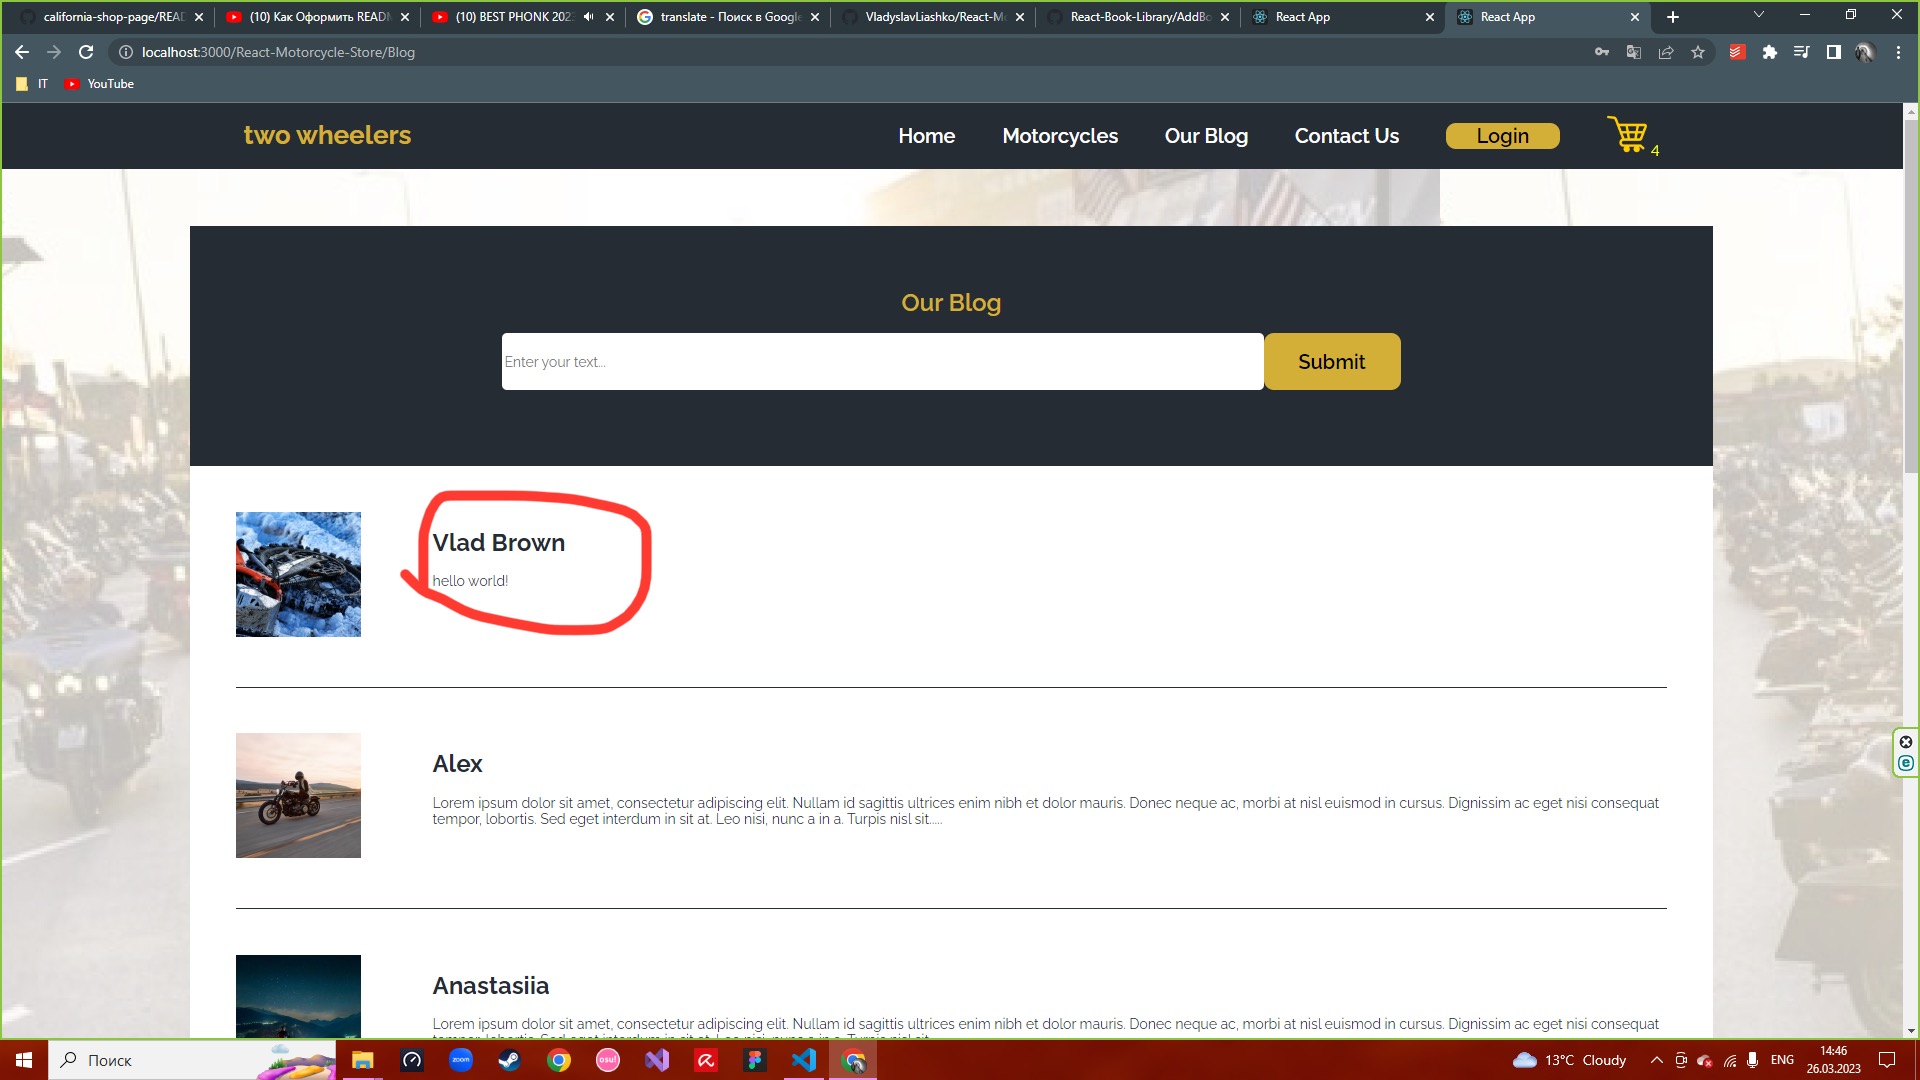 california-shop-page/READ
(10) Как Оформить READM
(10) BEST PHONK 2023
translate - Поиск в Google
VladyslavLiashko/React-Mo
React-Book-Library/AddBo
React App
React App
localhost:3000/React-Motorcycle-Store/Blog
IT
YouTube
two wheelers
Home
Motorcycles
Our Blog
Contact Us
Login
4
Our Blog
Enter your text...
Submit
Vlad Brown
hello world!
Alex
Lorem ipsum dolor sit amet, consectetur adipiscing elit. Nullam id sagittis ultrices enim nibh et dolor mauris. Donec neque ac, morbi at nisl euismod in cursus. Dignissim ac eget nisi consequat
tempor, lobortis. Sed eget interdum in sit at. Leo nisi, nunc a in a. Turpis nisl sit.....
Anastasiia
Lorem ipsum dolor sit amet, consectetur adipiscing elit. Nullam id sagittis ultrices enim nibh et dolor mauris. Donec neque ac, morbi at nisl euismod in cursus. Dignissim ac eget nisi consequat
Поиск
zoom
osu!
13°C Cloudy
ENG
14:46
26.03.2023